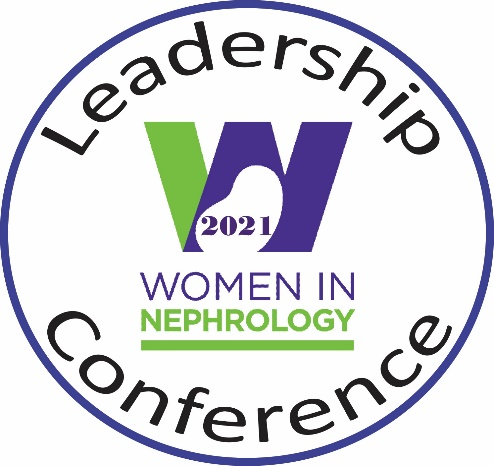 Leadership
W
2021
WOMEN IN
NEPHROLOGY
Conference